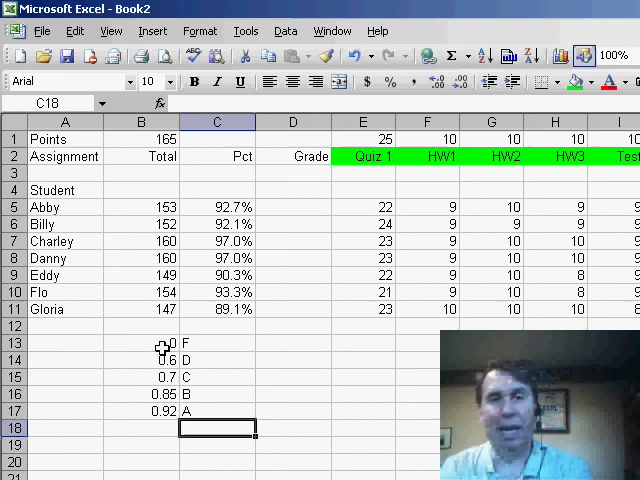 Microsoft Excel - Book2
File Edit View Insert Format Tools Data Window Help
100%
Arial 10 B I U $ % ,
C18 fx
A B C D E F G H I
1 Points 165 25 10 10 10 10
2 Assignment Total Pct Grade Quiz 1 HW1 HW2 HW3 Test
3
4 Student
5 Abby 153 92.7% 22 9 10 9 9
6 Billy 152 92.1% 24 9 9 9 9
7 Charley 160 97.0% 23 9 10 10 9
8 Danny 160 97.0% 23 9 10 10 9
9 Eddy 149 90.3% 22 9 10 8 9
10 Flo 154 93.3% 21 9 10 8 9
11 Gloria 147 89.1% 23 10 10 10 8
12
13 0 F
14 0.6 D
15 0.7 C
16 0.85 B
17 0.92 A
18
19
20
21